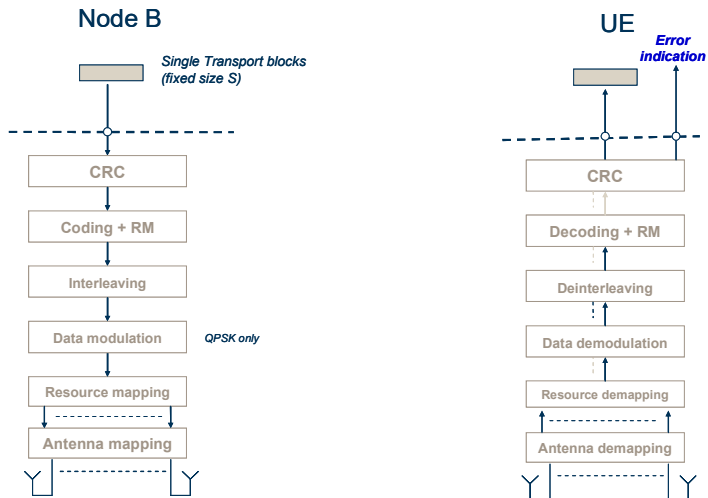 Node B
Single Transport blocks
(fixed size S)
CRC
Coding + RM
Interleaving
Data modulation
QPSK only
Resource mapping
Antenna mapping
UE
Error
indication
CRC
Decoding + RM
Deinterleaving
Data demodulation
Resource demapping
Antenna demapping